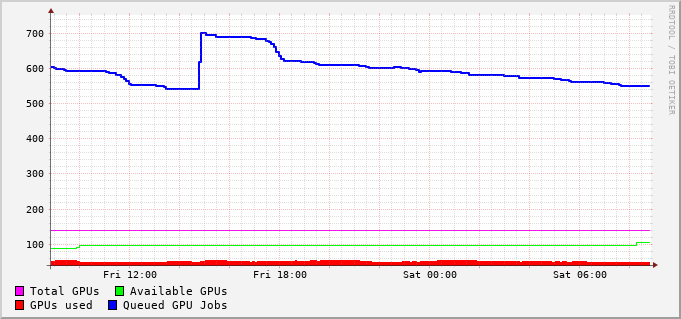 700
600
500
400
300
200
100
Fri 12:00 Fri 18:00 Sat 00:00 Sat 06:00
Total GPUs Available GPUs
GPUs used Queued GPU Jobs
RRDTOOL / TOBI OETIKER